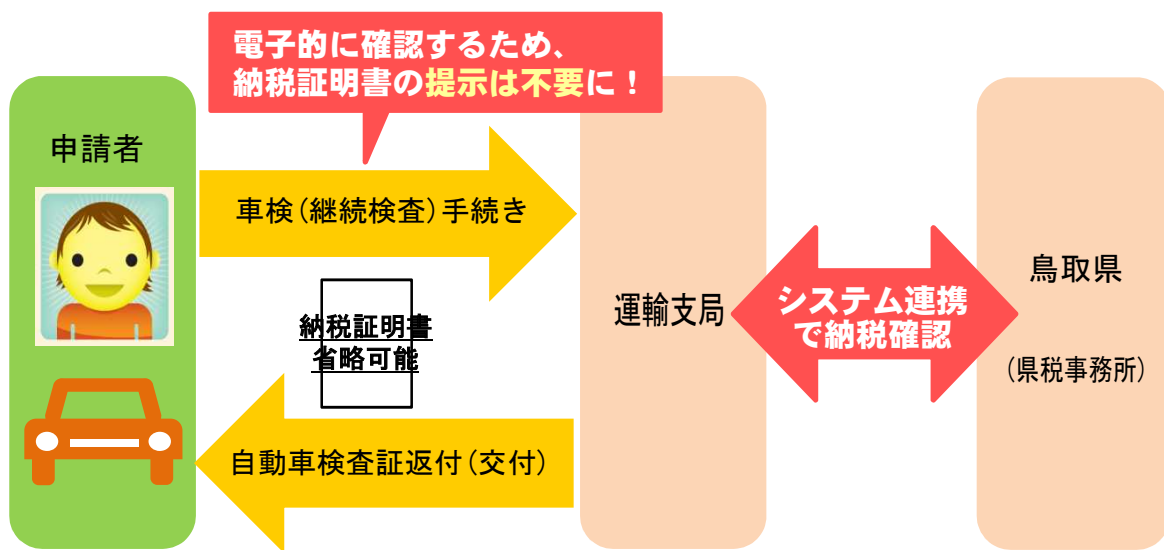 電子的に確認するため、
納税証明書の提示は不要に！
申請者
車検（継続検査）手続き
納税証明書
省略可能
自動車検査証返付（交付）
運輸支局
システム連携
で納税確認
鳥取県
（県税事務所）